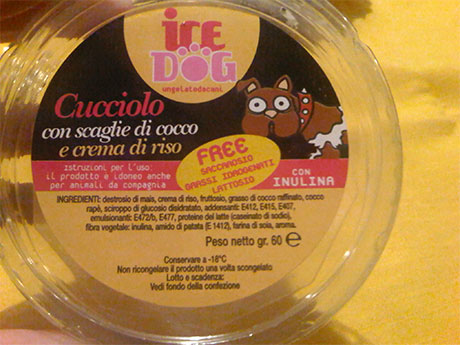 ice
DOG
ungelatodacani
Cucciolo
con scaglie di cocco
e crema di riso
Istruzioni per l'uso:
il prodotto è idoneo anche
per animali da compagnia
FREE
SACCAROSIO
GRASSI IDROGENATI
LATTOSIO
CON
INULINA
INGREDIENTI: destrosio di mais, crema di riso, fruttosio, grasso di cocco raffinato, cocco
rapè, sciroppo di glucosio disidratato, addensanti: E412, E415, E407,
emulsionanti: E472/b, E477, proteine del latte (caseinato di sodio),
fibra vegetale: inulina, amido di patata (E 1412), farina di soia, aroma.
Peso netto gr. 60 e
Conservare a -18°C
Non ricongelare il prodotto una volta scongelato
Lotto e scadenza:
Vedi fondo della confezione